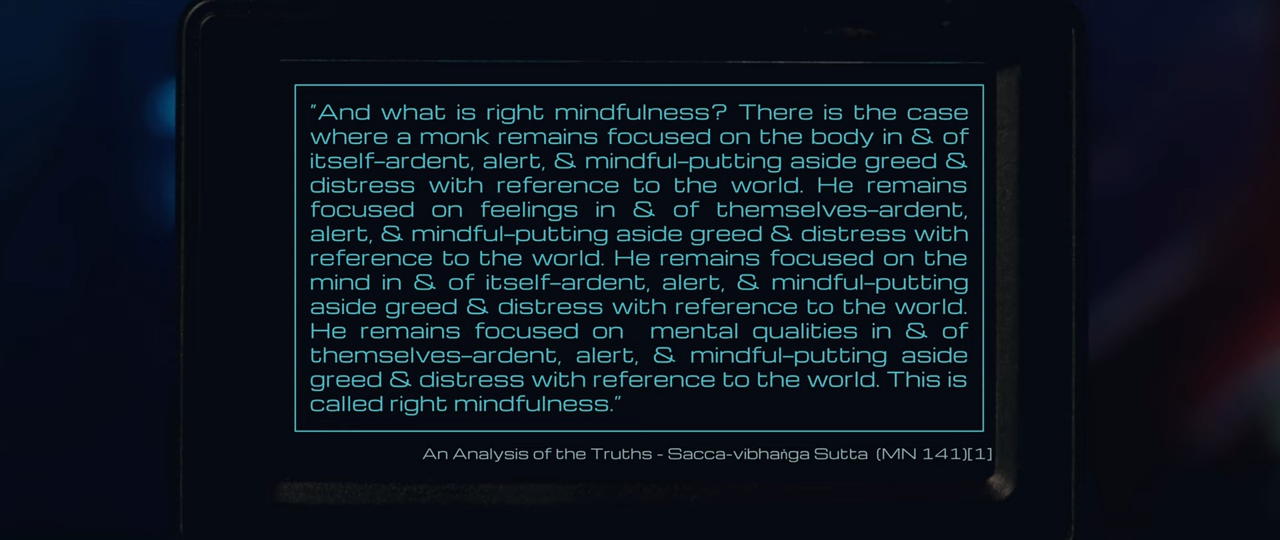 "And what is right mindfulness? There is the case
where a monk remains focused on the body in & of
itself–ardent, alert, & mindful–putting aside greed &
distress with reference to the world. He remains
focused on feelings in & of themselves–ardent,
alert, & mindful–putting aside greed & distress with
reference to the world. He remains focused on the
mind in & of itself–ardent, alert, & mindful–putting
aside greed & distress with reference to the world.
He remains focused on mental qualities in & of
themselves–ardent, alert, & mindful–putting aside
greed & distress with reference to the world. This is
called right mindfulness."
An Analysis of the Truths - Sacca-vibhaṅga Sutta (MN 141)[1]